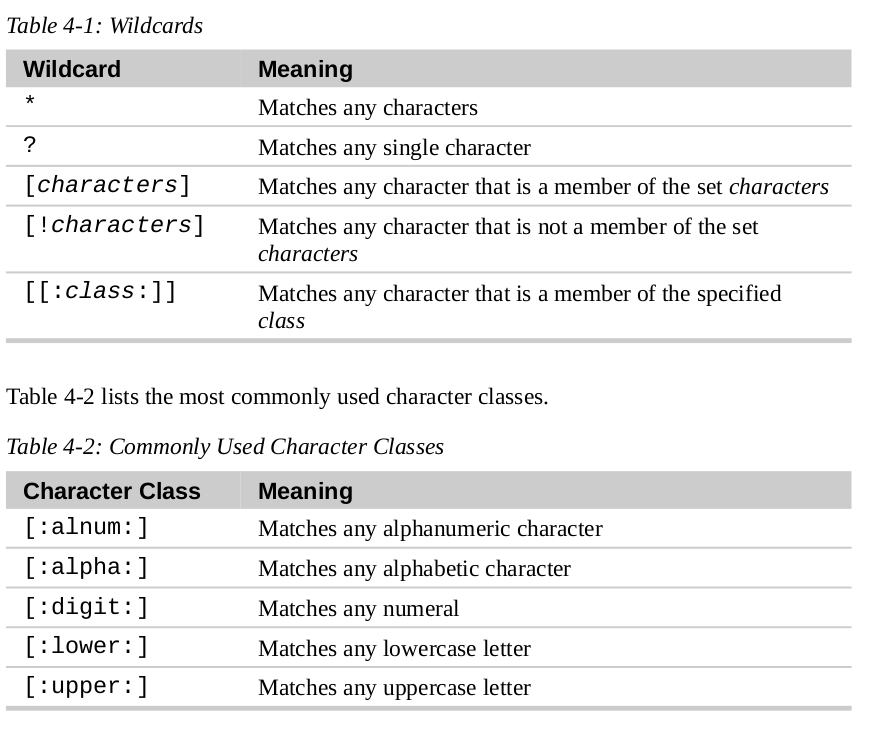 Table 4-1: Wildcards
Wildcard Meaning
* Matches any characters
? Matches any single character
[characters] Matches any character that is a member of the set characters
[!characters] Matches any character that is not a member of the set
characters
[[:class:]] Matches any character that is a member of the specified
class
Table 4-2 lists the most commonly used character classes.
Table 4-2: Commonly Used Character Classes
Character Class Meaning
[:alnum:] Matches any alphanumeric character
[:alpha:] Matches any alphabetic character
[:digit:] Matches any numeral
[:lower:] Matches any lowercase letter
[:upper:] Matches any uppercase letter